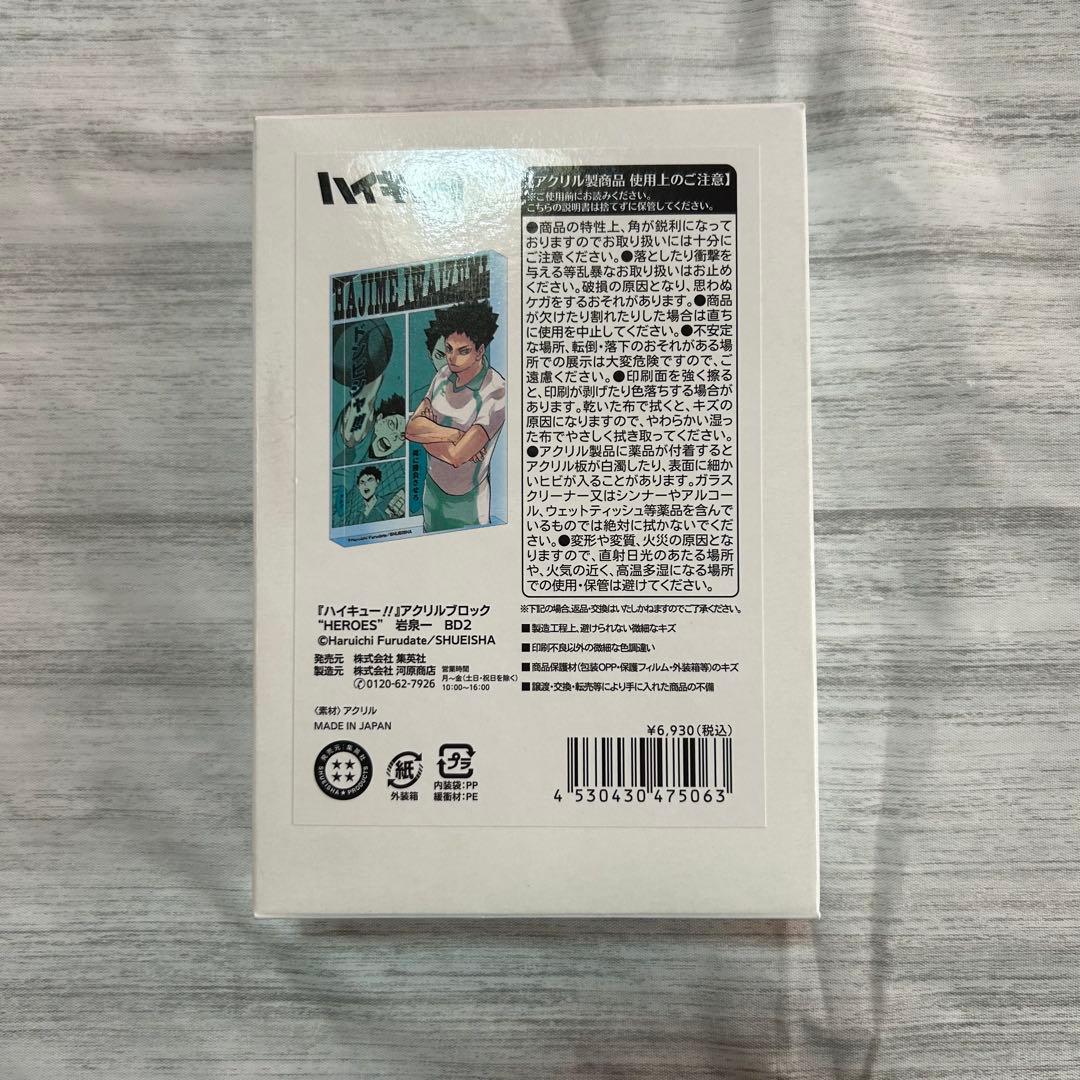 ハイキュー!!
HAJIME IWAIZUMI
ドンピシャ
俺に勝負させろ
©Haruichi Furudate/SHUEISHA
『ハイキュー!!』アクリルブロック
"HEROES" 岩泉一 BD2
©Haruichi Furudate/SHUEISHA
発売元 株式会社 集英社
製造元 株式会社 河原商店
✆0120-62-7926
営業時間
月〜金(土日・祝日を除く)
10:00〜16:00
〈素材〉アクリル
MADE IN JAPAN
発売元:集英社
SHUEISHA★PRODUCTS
紙
外装箱
プラ
内装袋:PP
緩衝材:PE
【アクリル製商品 使用上のご注意】
※ご使用前にお読みください。
こちらの説明書は捨てずに保管してください。
●商品の特性上、角が鋭利になって
おりますのでお取り扱いには十分に
ご注意ください。●落としたり衝撃を
与える等乱暴なお取り扱いはお止め
ください。破損の原因となり、思わぬ
ケガをするおそれがあります。●商品
が欠けたり割れたりした場合は直ち
に使用を中止してください。●不安定
な場所、転倒・落下のおそれがある場
所での展示は大変危険ですので、ご
遠慮ください。●印刷面を強く擦る
と、印刷が剥げたり色落ちする場合が
あります。乾いた布で拭くと、キズの
原因になりますので、やわらかい湿っ
た布でやさしく拭き取ってください。
●アクリル製品に薬品が付着すると
アクリル板が白濁したり、表面に細か
いヒビが入ることがあります。ガラス
クリーナー又はシンナーやアルコー
ル、ウェットティッシュ等薬品を含んで
いるものでは絶対に拭かないでくだ
さい。●変形や変質、火災の原因とな
りますので、直射日光のあたる場所
や、火気の近く、高温多湿になる場所
での使用・保管は避けてください。
※下記の場合、返品・交換はいたしかねますのでご了承ください。
■製造工程上、避けられない微細なキズ
■印刷不良以外の微細な色調違い
■商品保護材(包装OPP・保護フィルム・外装箱等)のキズ
■譲渡・交換・転売等により手に入れた商品の不備
¥6,930(税込)
4 530430 475063